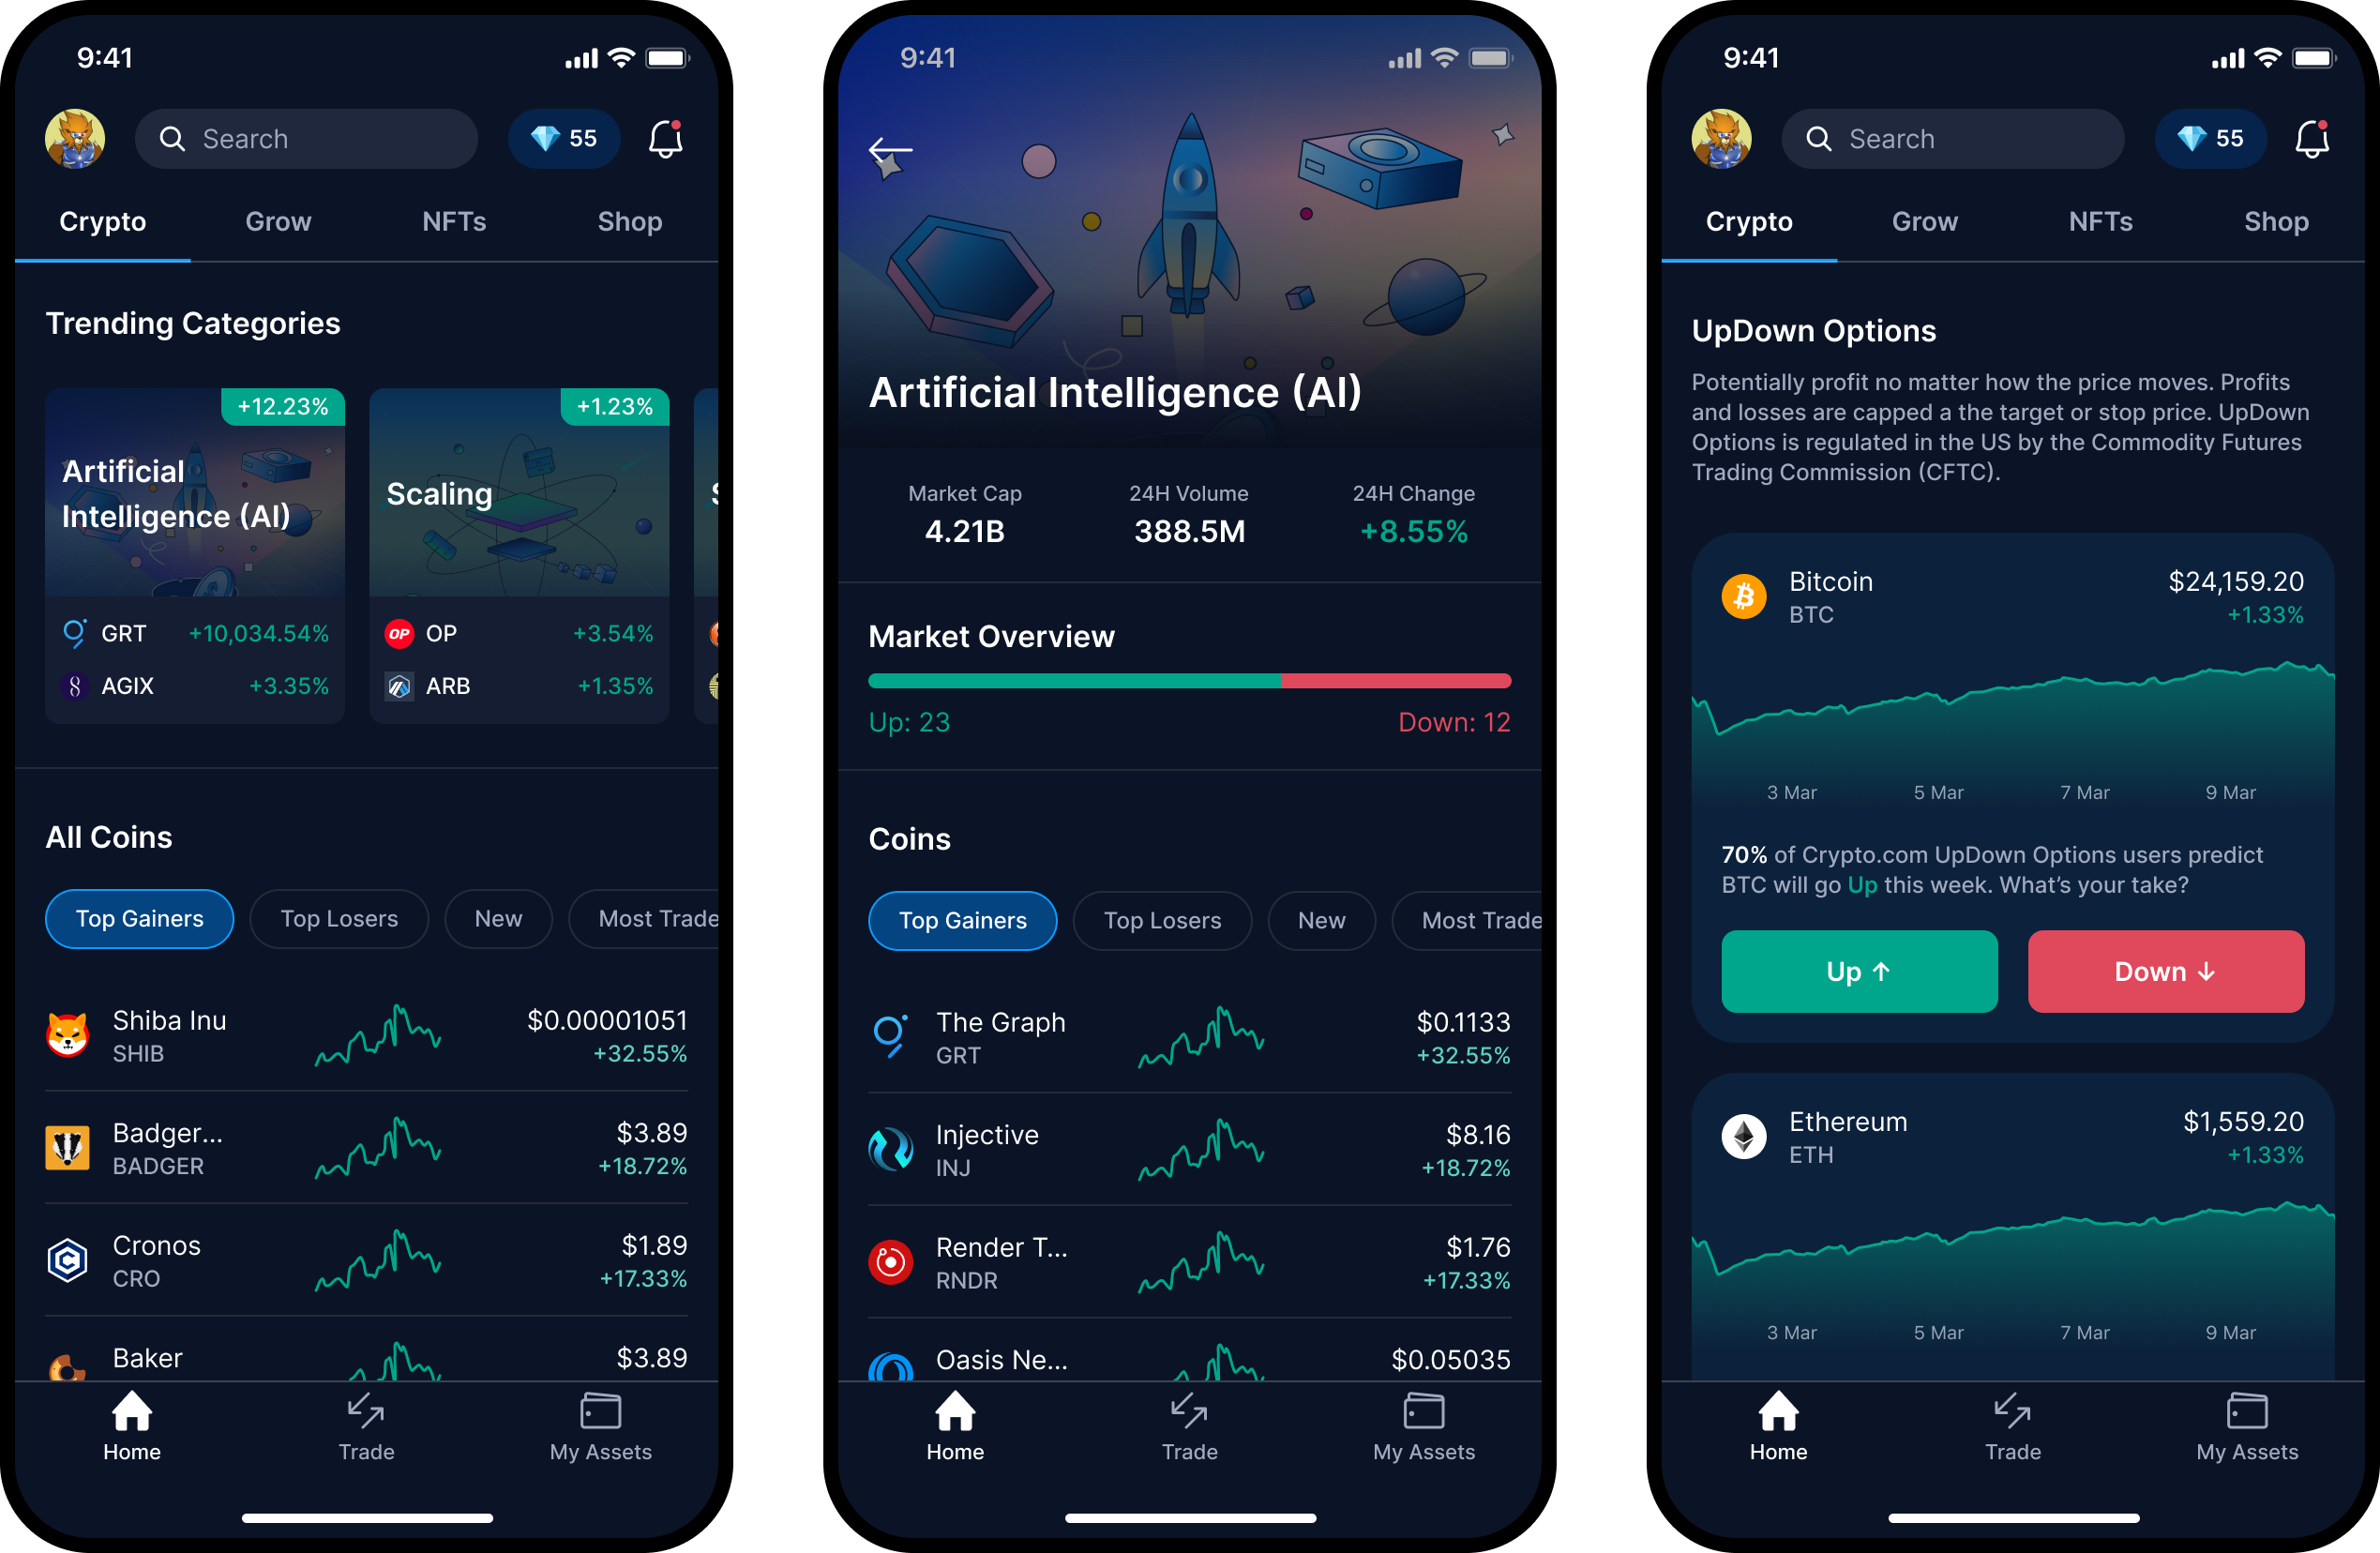 9:41
Search
55
Crypto
Grow
NFTs
Shop
Trending Categories
+12.23%
Artificial
Intelligence (AI)
GRT +10,034.54%
AGIX +3.35%
+1.23%
Scaling
OP OP +3.54%
ARB +1.35%
S
All Coins
Top Gainers
Top Losers
New
Most Trade
Shiba Inu $0.00001051
SHIB +32.55%
Badger... $3.89
BADGER +18.72%
Cronos $1.89
CRO +17.33%
Baker $3.89
Home
Trade
My Assets
9:41
Artificial Intelligence (AI)
Market Cap
4.21B
24H Volume
388.5M
24H Change
+8.55%
Market Overview
Up: 23
Down: 12
Coins
Top Gainers
Top Losers
New
Most Trade
The Graph $0.1133
GRT +32.55%
Injective $8.16
INJ +18.72%
Render T... $1.76
RNDR +17.33%
Oasis Ne... $0.05035
Home
Trade
My Assets
9:41
Search
55
Crypto
Grow
NFTs
Shop
UpDown Options
Potentially profit no matter how the price moves. Profits
and losses are capped a the target or stop price. UpDown
Options is regulated in the US by the Commodity Futures
Trading Commission (CFTC).
Bitcoin $24,159.20
BTC +1.33%
3 Mar 5 Mar 7 Mar 9 Mar
70% of Crypto.com UpDown Options users predict
BTC will go Up this week. What’s your take?
Up ↑
Down ↓
Ethereum $1,559.20
ETH +1.33%
3 Mar 5 Mar 7 Mar 9 Mar
Home
Trade
My Assets